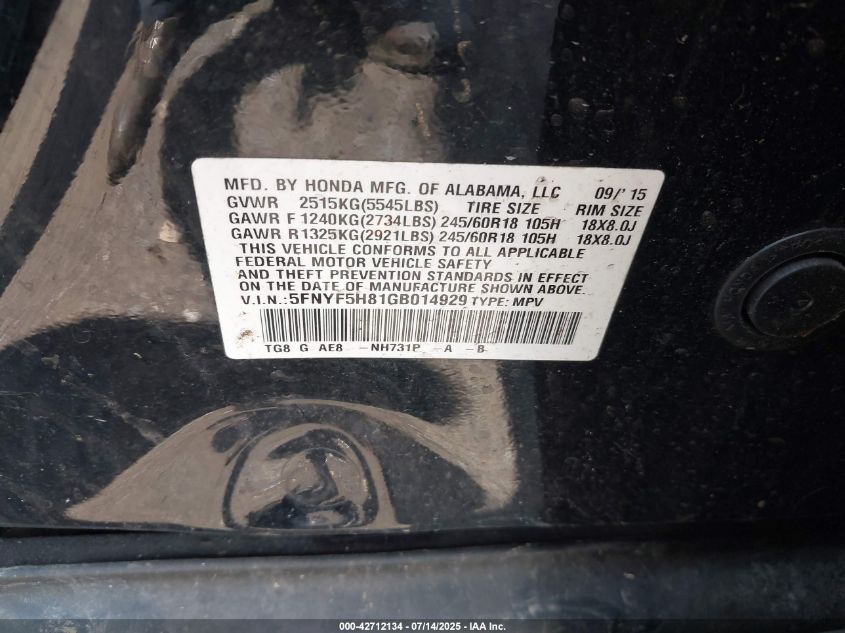 MFD. BY HONDA MFG. OF ALABAMA, LLC 09/'15
GVWR 2515KG(5545LBS) TIRE SIZE RIM SIZE
GAWR F 1240KG(2734LBS) 245/60R18 105H 18X8.0J
GAWR R 1325KG(2921LBS) 245/60R18 105H 18X8.0J
THIS VEHICLE CONFORMS TO ALL APPLICABLE
FEDERAL MOTOR VEHICLE SAFETY
AND THEFT PREVENTION STANDARDS IN EFFECT
ON THE DATE OF MANUFACTURE SHOWN ABOVE.
V.I.N.:5FNYF5H81GB014929 TYPE: MPV
TG8 G AE8 -NH731P -A -B
000-42712134 - 07/14/2025 - IAA Inc.